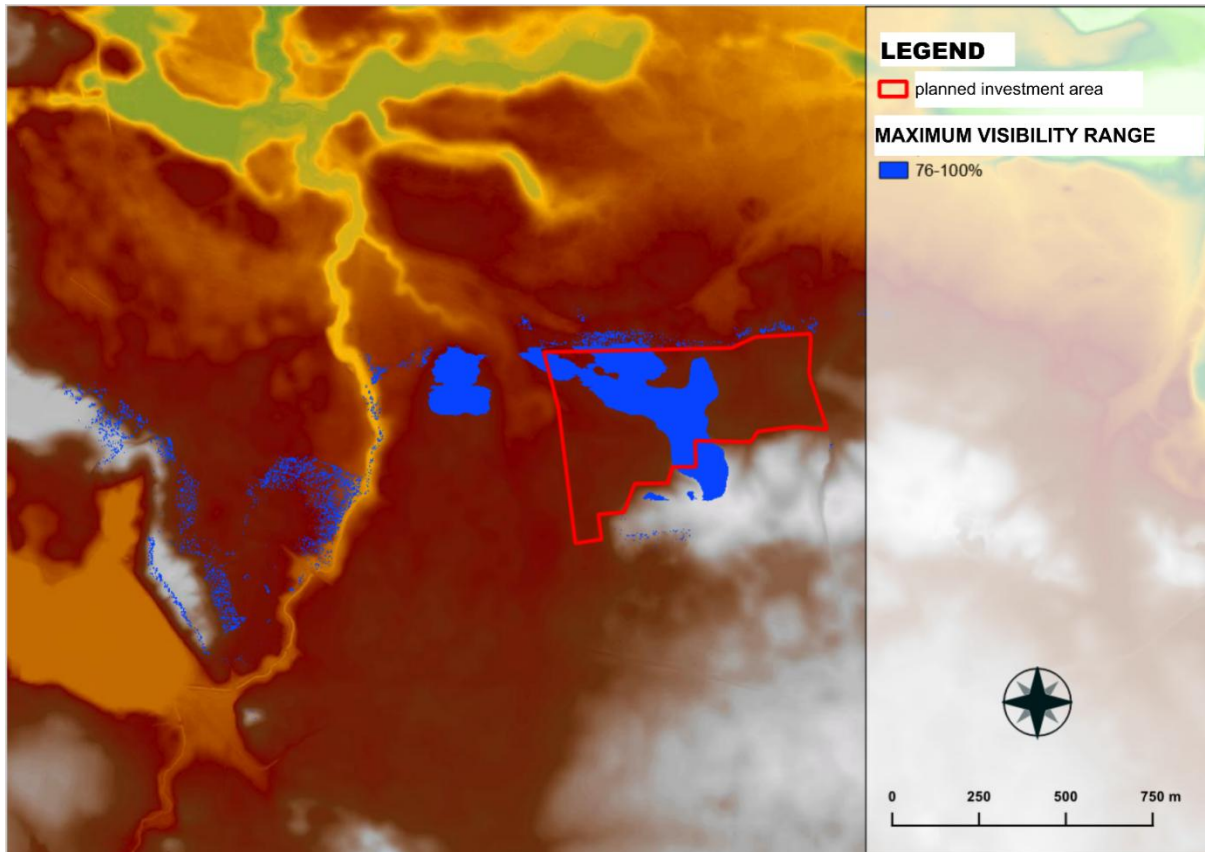 LEGEND
planned investment area
MAXIMUM VISIBILITY RANGE
76-100%
0 250 500 750 m